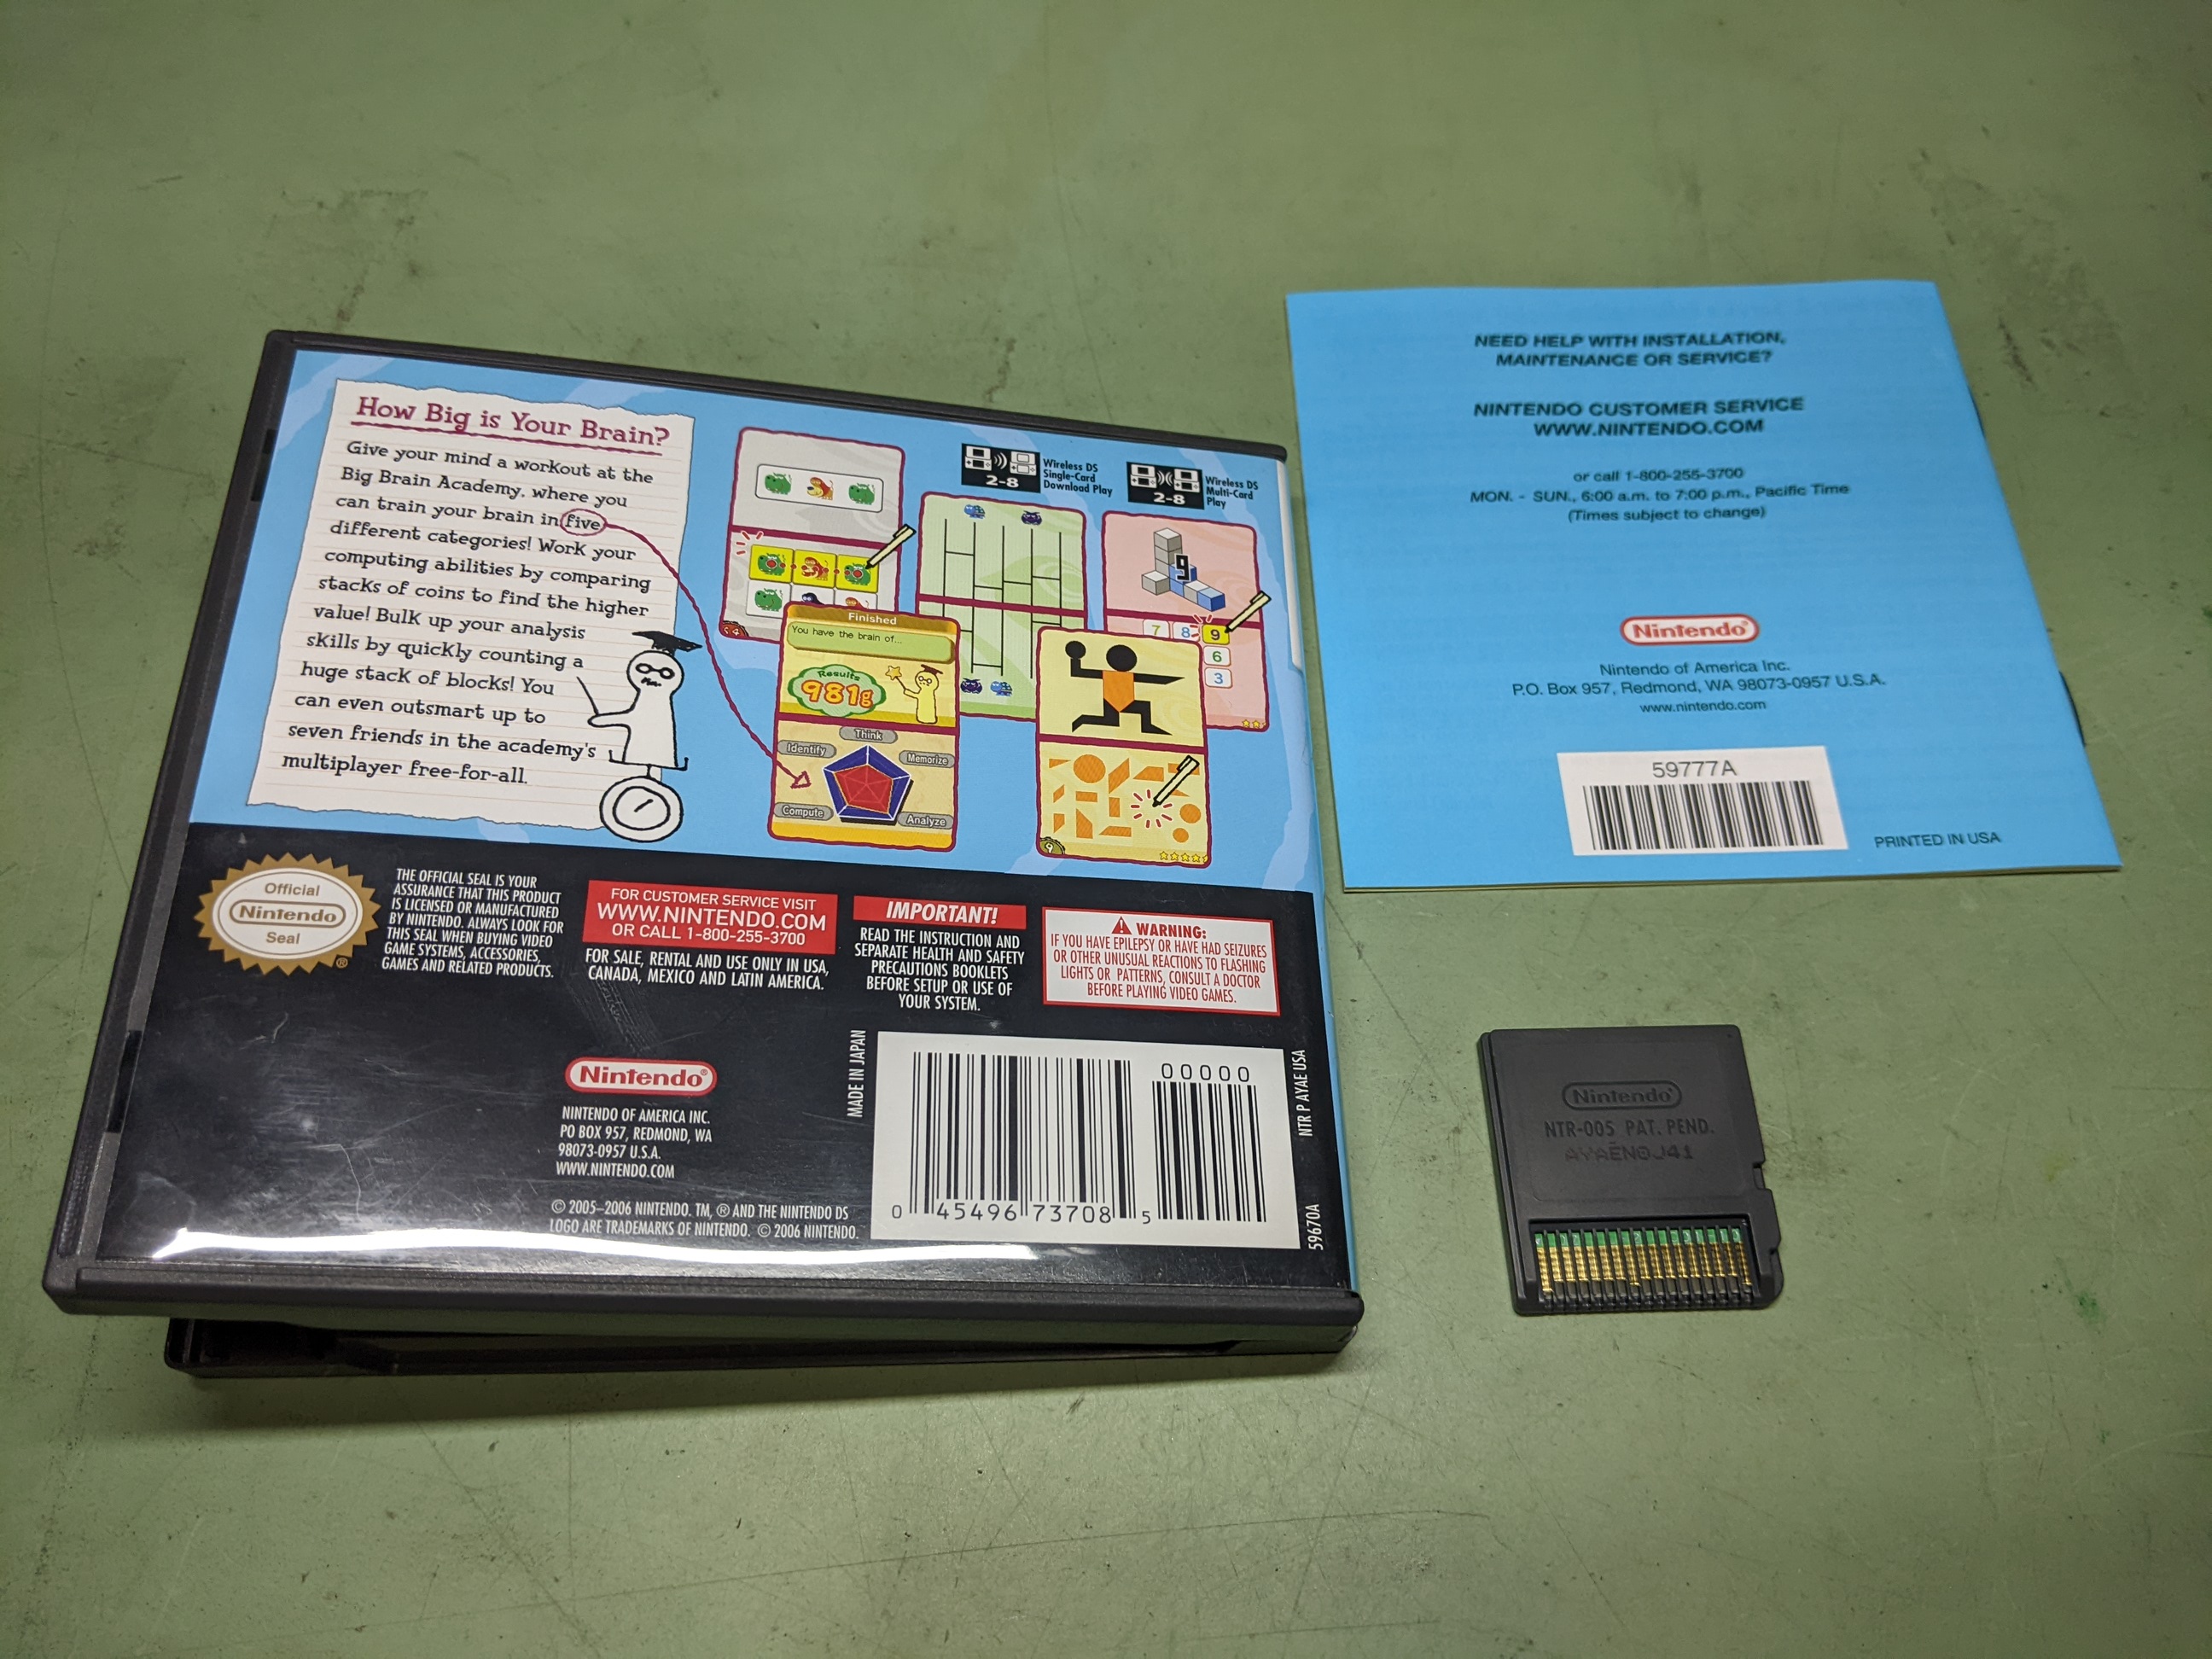 How Big is Your Brain?
Give your mind a workout at the
Big Brain Academy, where you
can train your brain in five
different categories! Work your
computing abilities by comparing
stacks of coins to find the higher
value! Bulk up your analysis
skills by quickly counting a
huge stack of blocks! You
can even outsmart up to
seven friends in the academy's
multiplayer free-for-all.
2-8
Wireless DS
Single-Card
Download Play
2-8
Wireless DS
Multi-Card
Play
9
7 8 9
6
3
Finished
You have the brain of...
Results
981g
Think
Identify
Memorize
Compute
Analyze
Official
Nintendo
Seal
®
THE OFFICIAL SEAL IS YOUR
ASSURANCE THAT THIS PRODUCT
IS LICENSED OR MANUFACTURED
BY NINTENDO. ALWAYS LOOK FOR
THIS SEAL WHEN BUYING VIDEO
GAME SYSTEMS, ACCESSORIES,
GAMES AND RELATED PRODUCTS.
FOR CUSTOMER SERVICE VISIT
WWW.NINTENDO.COM
OR CALL 1-800-255-3700
FOR SALE, RENTAL AND USE ONLY IN USA,
CANADA, MEXICO AND LATIN AMERICA.
IMPORTANT!
READ THE INSTRUCTION AND
SEPARATE HEALTH AND SAFETY
PRECAUTIONS BOOKLETS
BEFORE SETUP OR USE OF
YOUR SYSTEM.
WARNING:
IF YOU HAVE EPILEPSY OR HAVE HAD SEIZURES
OR OTHER UNUSUAL REACTIONS TO FLASHING
LIGHTS OR PATTERNS, CONSULT A DOCTOR
BEFORE PLAYING VIDEO GAMES.
Nintendo®
NINTENDO OF AMERICA INC.
PO BOX 957, REDMOND, WA
98073-0957 U.S.A.
WWW.NINTENDO.COM
© 2005–2006 NINTENDO. TM, ® AND THE NINTENDO DS
LOGO ARE TRADEMARKS OF NINTENDO. © 2006 NINTENDO.
MADE IN JAPAN
00000
0 45496 73708 5
NTR P AYAE USA
59670A
NEED HELP WITH INSTALLATION,
MAINTENANCE OR SERVICE?
NINTENDO CUSTOMER SERVICE
WWW.NINTENDO.COM
or call 1-800-255-3700
MON. - SUN., 6:00 a.m. to 7:00 p.m., Pacific Time
(Times subject to change)
Nintendo®
Nintendo of America Inc.
P.O. Box 957, Redmond, WA 98073-0957 U.S.A.
www.nintendo.com
59777A
PRINTED IN USA
Nintendo®
NTR-005 PAT. PEND.
AYAEN0J41